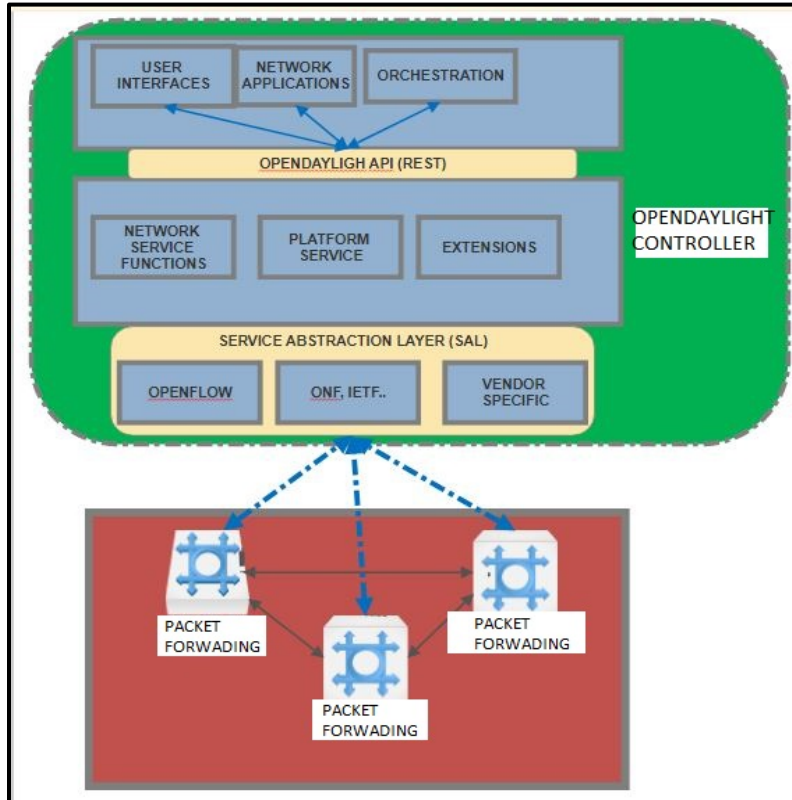 USER
INTERFACES
NETWORK
APPLICATIONS
ORCHESTRATION
OPENDAYLIGH API (REST)
NETWORK
SERVICE
FUNCTIONS
PLATFORM
SERVICE
EXTENSIONS
OPENDAYLIGHT
CONTROLLER
SERVICE ABSTRACTION LAYER (SAL)
OPENFLOW
ONF, IETF..
VENDOR
SPECIFIC
PACKET
FORWADING
PACKET
FORWADING
PACKET
FORWADING